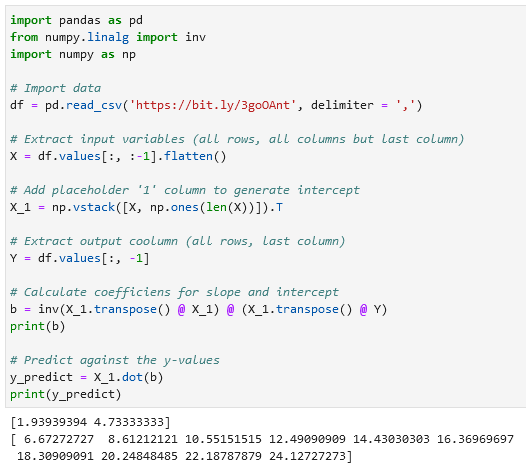 import pandas as pd
from numpy.linalg import inv
import numpy as np
# Import data
df = pd.read_csv('https://bit.ly/3goOAnt', delimiter = ',')
# Extract input variables (all rows, all columns but last column)
X = df.values[:, :-1].flatten()
# Add placeholder '1' column to generate intercept
X_1 = np.vstack([X, np.ones(len(X))]).T
# Extract output coolumn (all rows, last column)
Y = df.values[:, -1]
# Calculate coefficiens for slope and intercept
b = inv(X_1.transpose() @ X_1) @ (X_1.transpose() @ Y)
print(b)
# Predict against the y-values
y_predict = X_1.dot(b)
print(y_predict)
[1.93939394 4.73333333]
[ 6.67272727  8.61212121 10.55151515 12.49090909 14.43030303 16.36969697
 18.30909091 20.24848485 22.18787879 24.12727273]